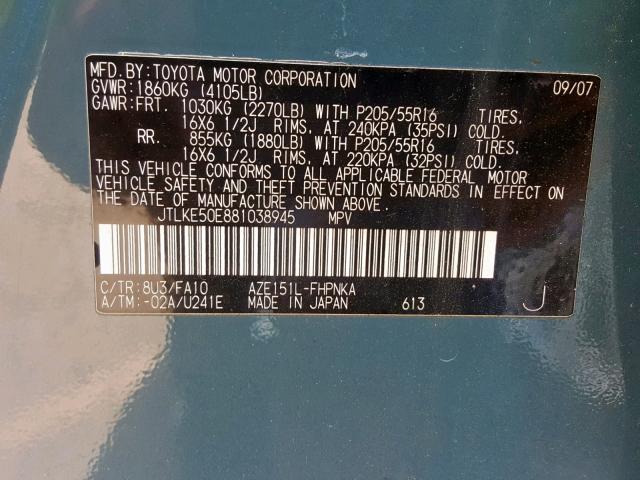 MFD.BY:TOYOTA MOTOR CORPORATION 09/07
GVWR:1860KG (4105LB)
GAWR:FRT. 1030KG (2270LB) WITH P205/55R16 TIRES,
16X6 1/2J RIMS, AT 240KPA (35PSI) COLD.
RR. 855KG (1880LB) WITH P205/55R16 TIRES,
16X6 1/2J RIMS, AT 220KPA (32PSI) COLD.
THIS VEHICLE CONFORMS TO ALL APPLICABLE FEDERAL MOTOR
VEHICLE SAFETY AND THEFT PREVENTION STANDARDS IN EFFECT ON
THE DATE OF MANUFACTURE SHOWN ABOVE.
JTLKE50E881038945 MPV
C/TR:8U3/FA10 AZE151L-FHPNKA
A/TM:-02A/U241E MADE IN JAPAN 613 J